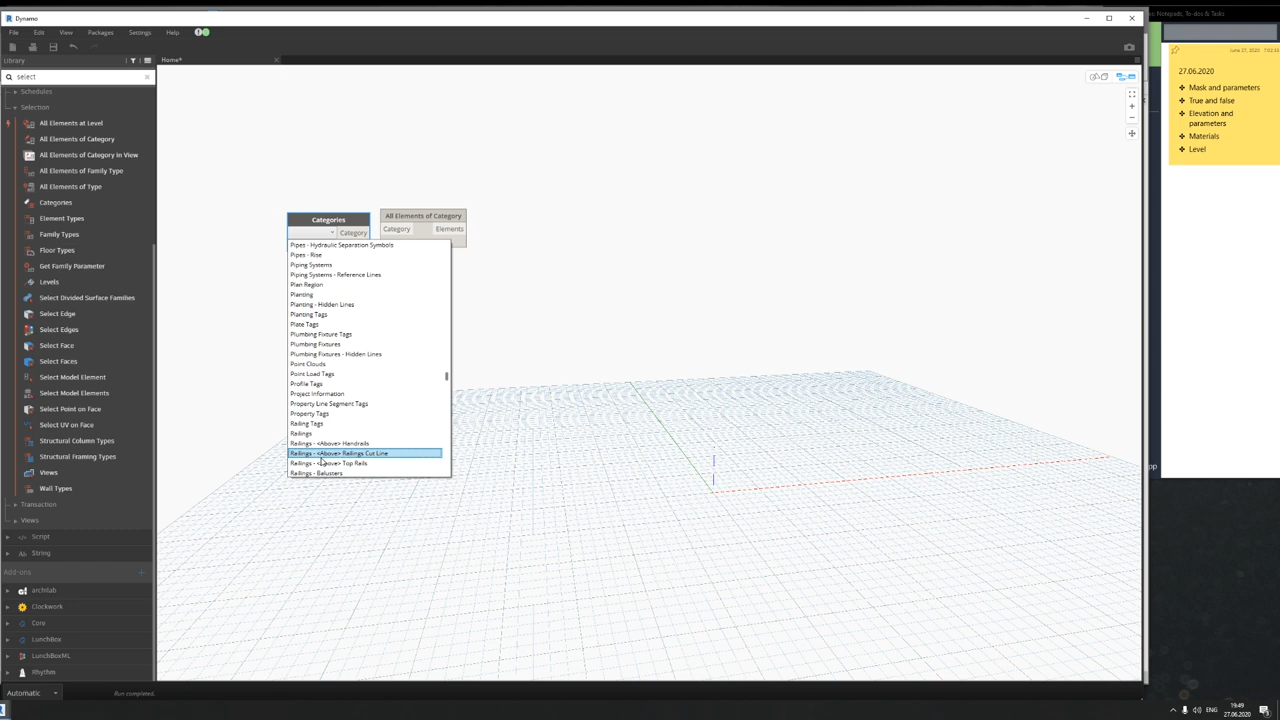 Dynamo
bo: Notepads, To-dos & Tasks
File Edit View Packages Settings Help
Library
Home*
select
June 27, 2020
27.06.2020
Mask and parameters
True and false
Elevation and
parameters
Materials
Level
Schedules
Selection
All Elements at Level
All Elements of Category
All Elements of Category in View
All Elements of Family Type
All Elements of Type
Categories
Element Types
Family Types
Floor Types
Get Family Parameter
Levels
Select Divided Surface Families
Select Edge
Select Edges
Select Face
Select Faces
Select Model Element
Select Model Elements
Select Point on Face
Select UV on Face
Structural Column Types
Structural Framing Types
Views
Wall Types
Transaction
Views
Script
String
Add-ons
archilab
Clockwork
Core
LunchBox
LunchBoxML
Rhythm
Categories
Category
All Elements of Category
Category Elements
Pipes - Hydraulic Separation Symbols
Pipes - Rise
Piping Systems
Piping Systems - Reference Lines
Plan Region
Planting
Planting - Hidden Lines
Planting Tags
Plate Tags
Plumbing Fixture Tags
Plumbing Fixtures
Plumbing Fixtures - Hidden Lines
Point Clouds
Point Load Tags
Profile Tags
Project Information
Property Line Segment Tags
Property Tags
Railing Tags
Railings
Railings - <Above> Handrails
Railings - <Above> Railings Cut Line
Railings - <Above> Top Rails
Railings - Balusters
Automatic
Run completed.
ENG
19:49
27.06.2020